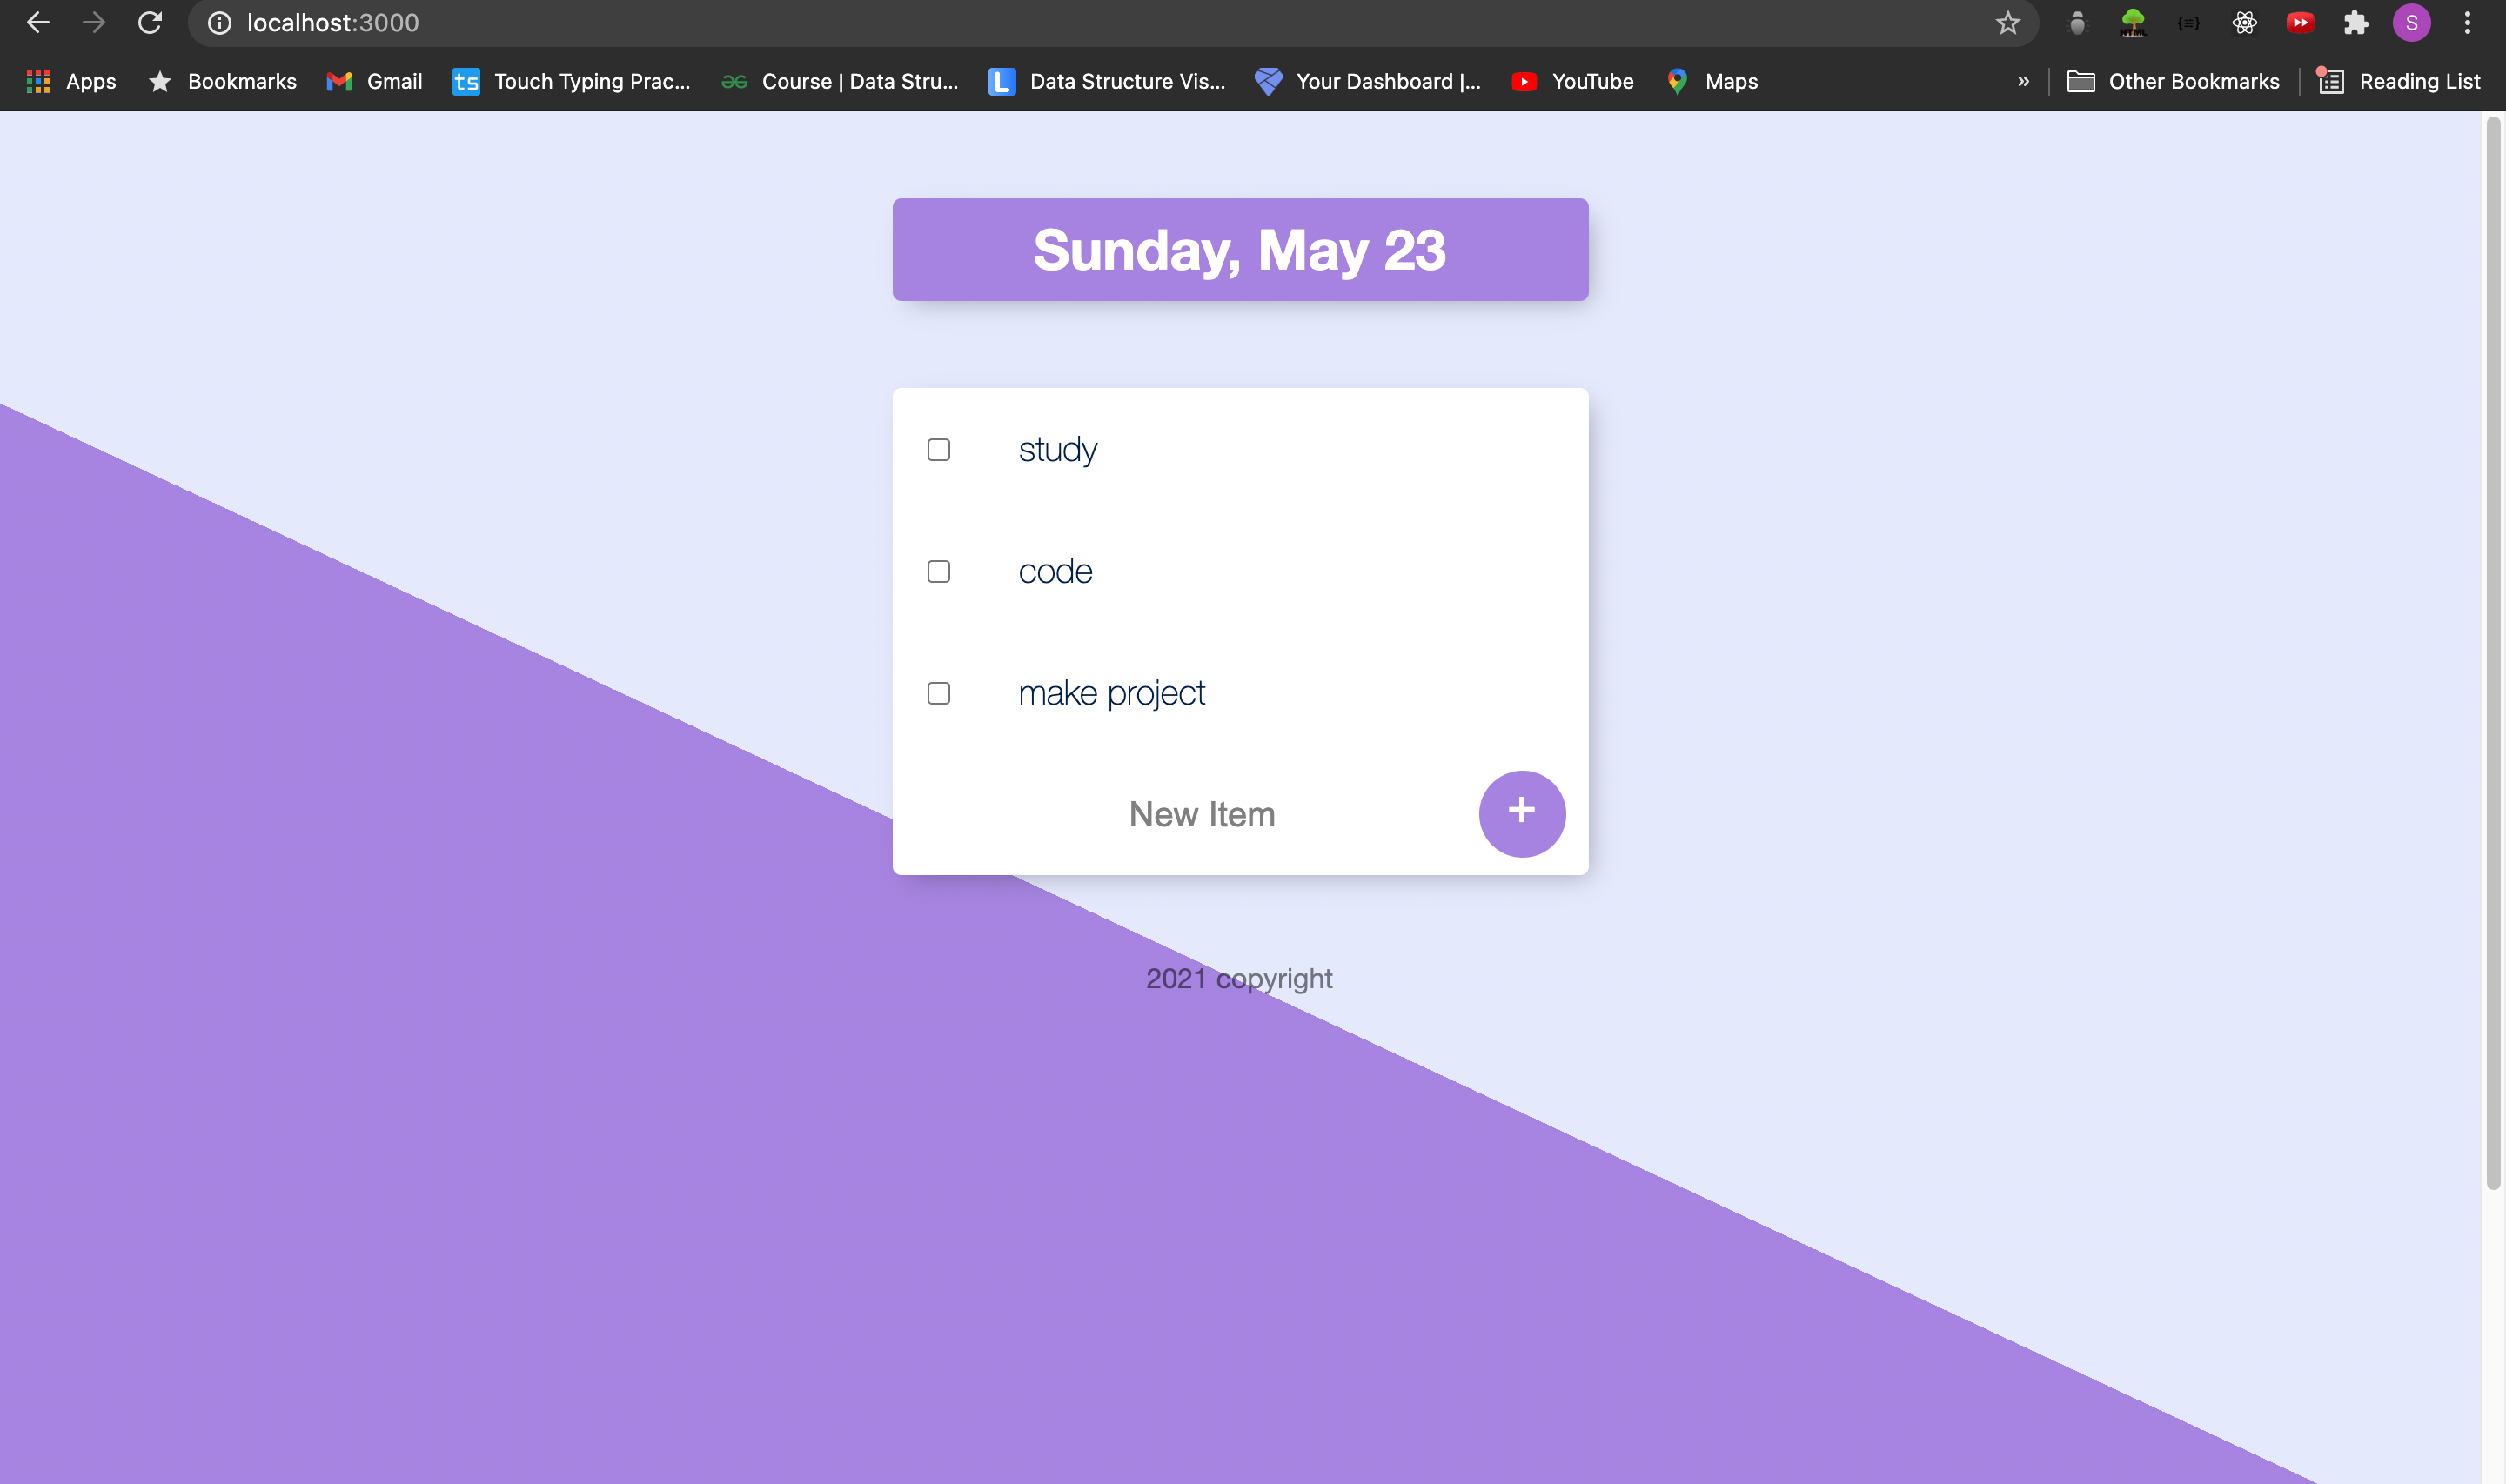 localhost:3000
S
Apps Bookmarks Gmail ts Touch Typing Prac... Course | Data Stru... L Data Structure Vis... Your Dashboard |... YouTube Maps » Other Bookmarks Reading List
Sunday, May 23
study
code
make project
New Item +
2021 copyright